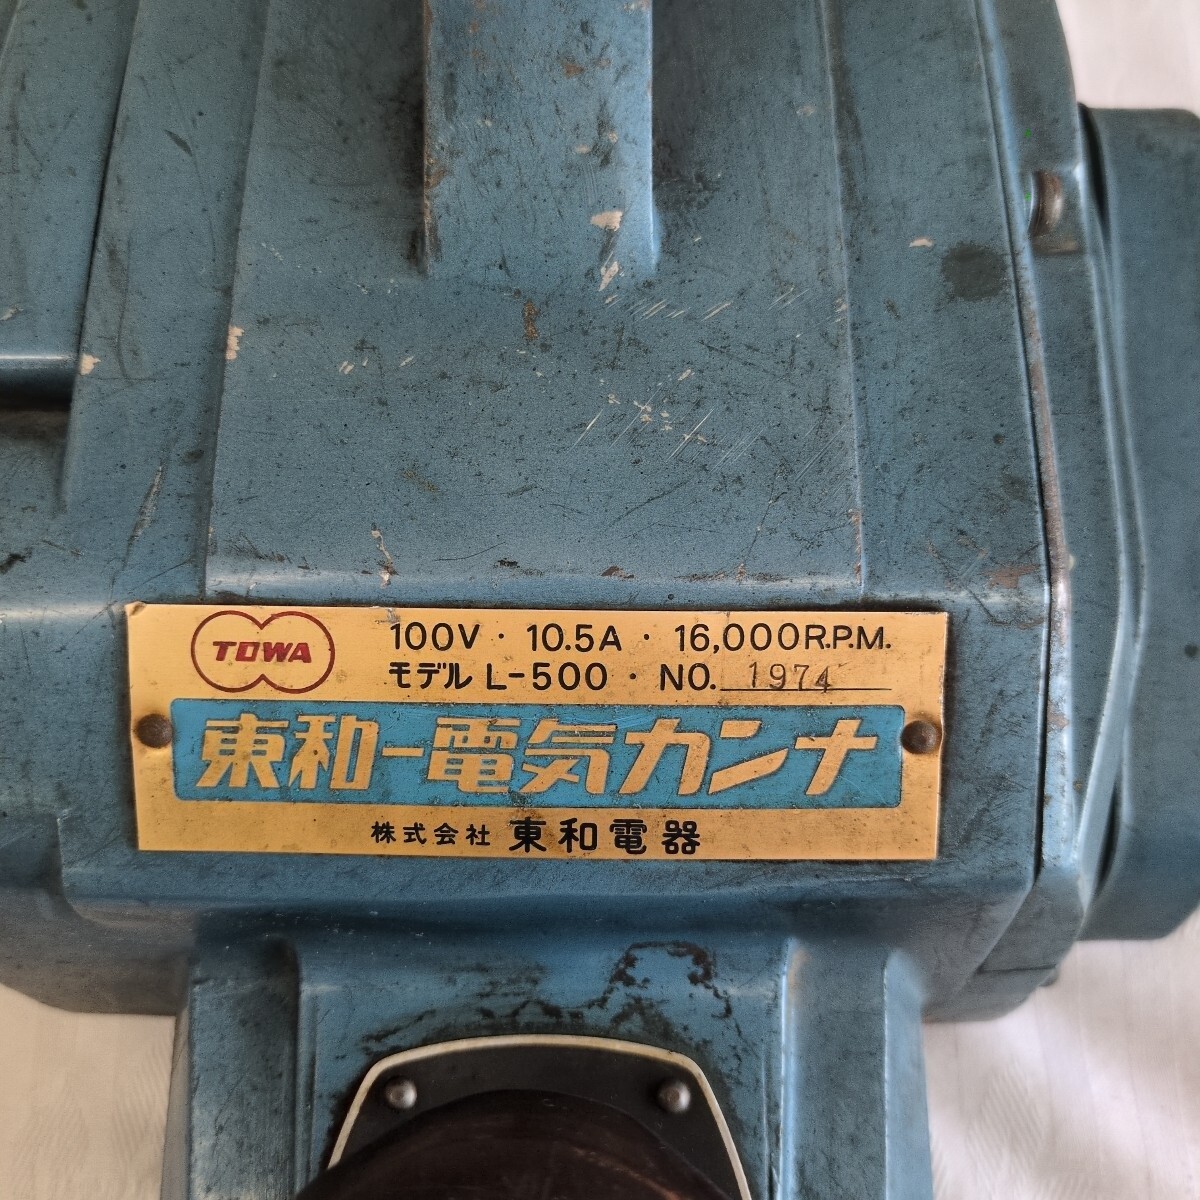 TOWA
100V・10.5A・16,000R.P.M.
モデル L-500・NO. 1974
東和-電気カンナ
株式会社 東和電器